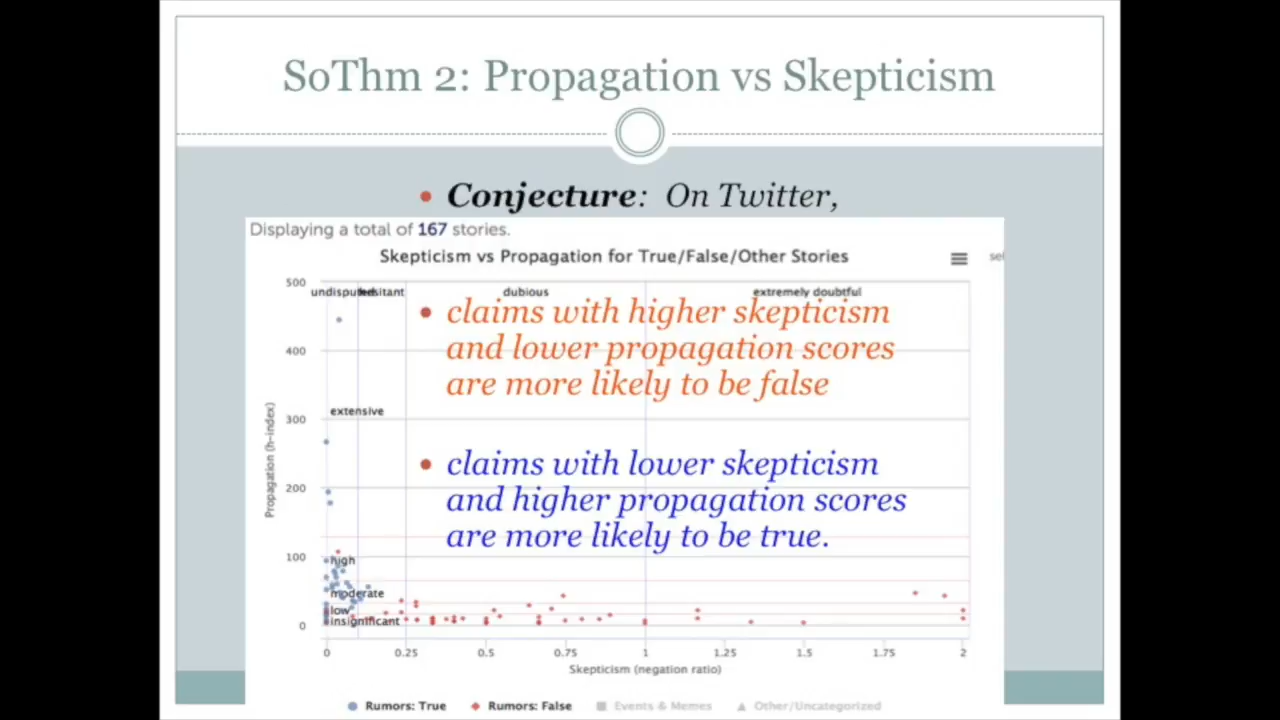 SoThm 2: Propagation vs Skepticism
Conjecture: On Twitter,
Displaying a total of 167 stories.
Skepticism vs Propagation for True/False/Other Stories
500
undisputed
hesitant
dubious
extremely doubtful
claims with higher skepticism
and lower propagation scores
are more likely to be false
400
extensive
300
claims with lower skepticism
and higher propagation scores
are more likely to be true.
200
100
high
moderate
low
insignificant
0
Propagation (h-index)
0 0.25 0.5 0.75 1 1.25 1.5 1.75 2
Skepticism (negation ratio)
Rumors: True Rumors: False Events & Memes Other/Uncategorized